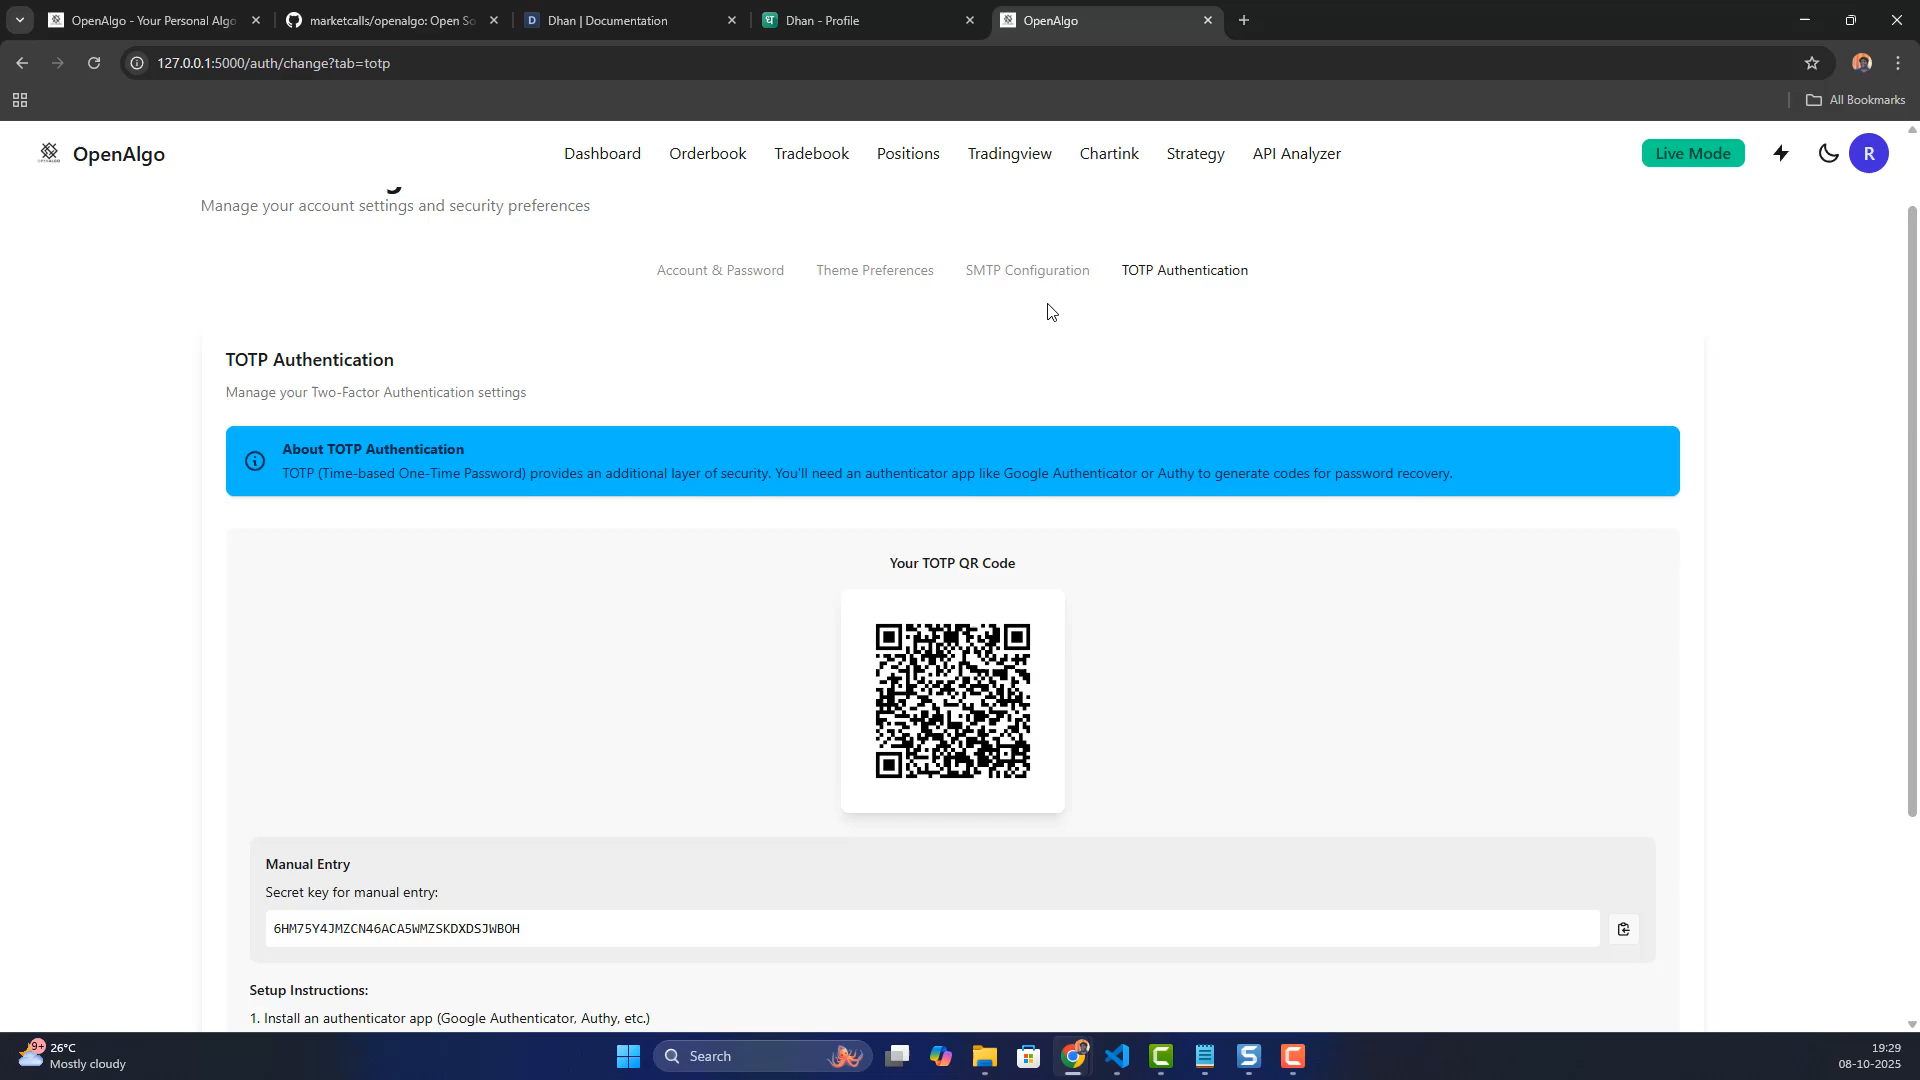 OpenAlgo - Your Personal Algo
marketcalls/openalgo: Open So
Dhan | Documentation
Dhan - Profile
OpenAlgo
127.0.0.1:5000/auth/change?tab=totp
All Bookmarks
OpenAlgo
Dashboard
Orderbook
Tradebook
Positions
Tradingview
Chartink
Strategy
API Analyzer
Live Mode
R
Manage your account settings and security preferences
Account & Password
Theme Preferences
SMTP Configuration
TOTP Authentication
TOTP Authentication
Manage your Two-Factor Authentication settings
About TOTP Authentication
TOTP (Time-based One-Time Password) provides an additional layer of security. You'll need an authenticator app like Google Authenticator or Authy to generate codes for password recovery.
Your TOTP QR Code
Manual Entry
Secret key for manual entry:
6HM75Y4JMZCN46ACA5WMZSKDXDSJWBOH
Setup Instructions:
1. Install an authenticator app (Google Authenticator, Authy, etc.)
9+
26°C
Mostly cloudy
Search
19:29
08-10-2025